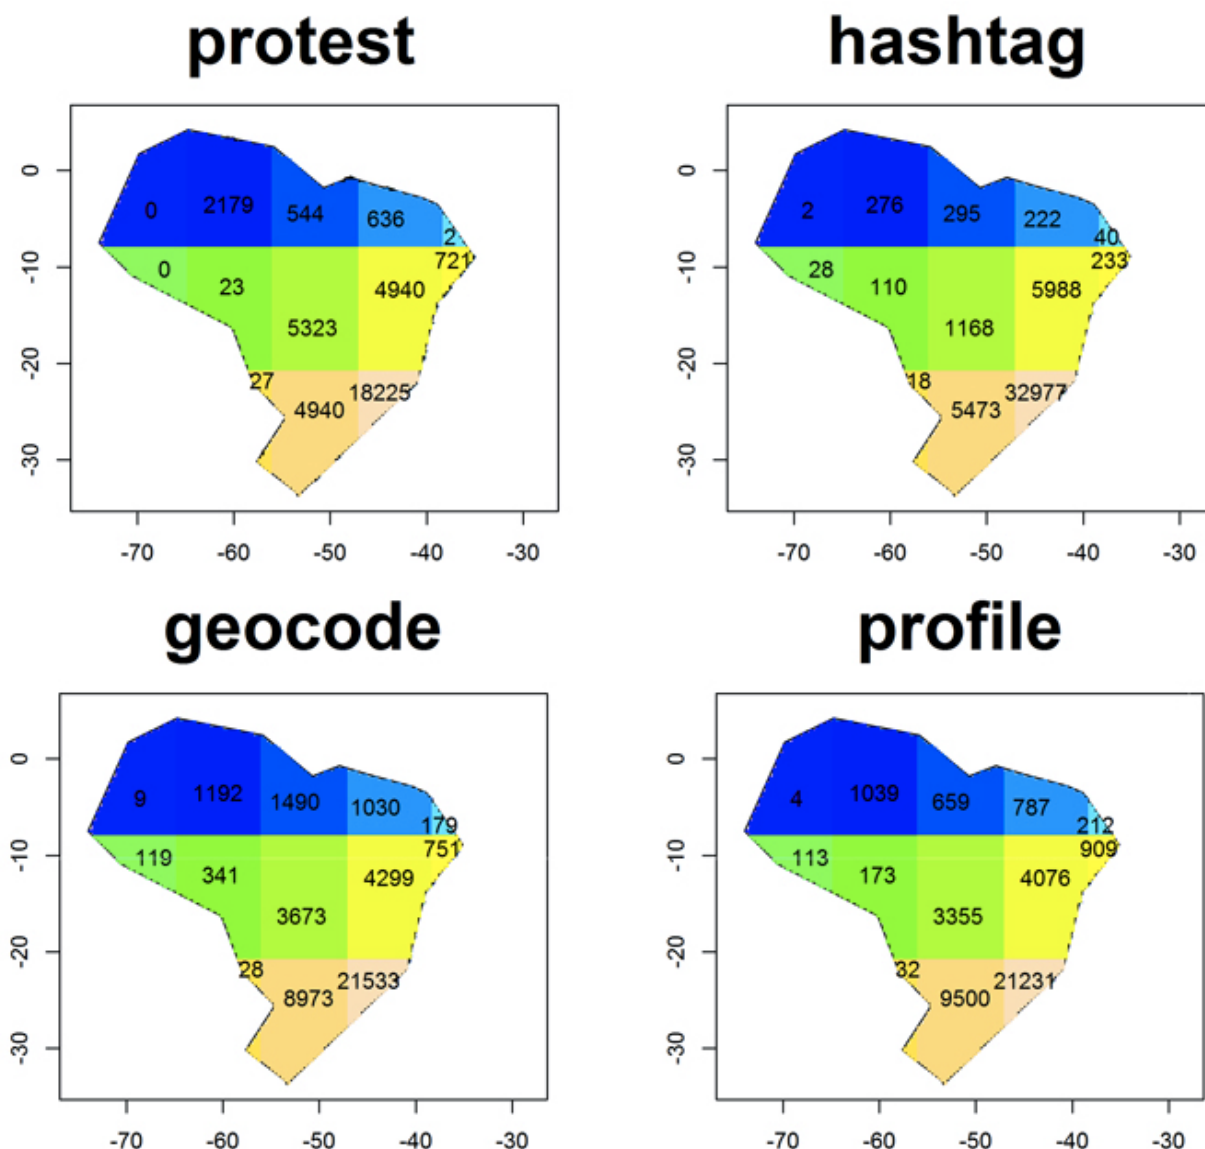 protest hashtag
0 2179 544 636 2
0 23 5323 4940 721
27 4940 18225
0 -10 -20 -30
-70 -60 -50 -40 -30
2 276 295 222 40
28 110 1168 5988 233
18 5473 32977
0 -10 -20 -30
-70 -60 -50 -40 -30
geocode profile
9 1192 1490 1030 179
119 341 3673 4299 751
28 8973 21533
0 -10 -20 -30
-70 -60 -50 -40 -30
4 1039 659 787 212
113 173 3355 4076 909
32 9500 21231
0 -10 -20 -30
-70 -60 -50 -40 -30